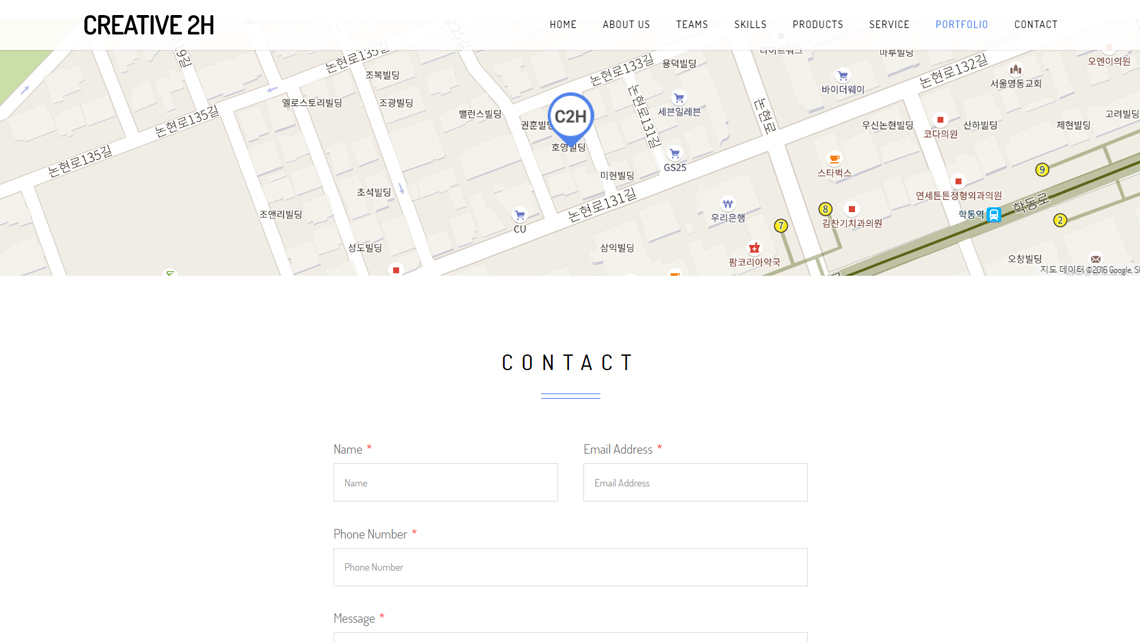 CREATIVE 2H
HOME ABOUT US TEAMS SKILLS PRODUCTS SERVICE PORTFOLIO CONTACT
논현로135길
논현로133길
용덕빌딩
마루빌딩
오엔이의원
조복빌딩
논현로132길
서울영동교회
바이더웨이
엘로스토리빌딩
조광빌딩
세븐일레븐
논현로131길
밸런스빌딩
C2H
논현로
고려빌딩
논현로135길
권훈빌딩
우신논현빌딩
코다의원
산하빌딩
제현빌딩
호영빌딩
논현로135길
GS25
스타벅스
9
미현빌딩
초석빌딩
연세튼튼정형외과의원
논현로131길
조앤리빌딩
우리은행
8
학동역
학동로
2
CU
7
김찬기치과의원
성도빌딩
삼익빌딩
팜코리아약국
오창빌딩
지도 데이터 ©2016 Google, S
CONTACT
Name *
Email Address *
Name
Email Address
Phone Number *
Phone Number
Message *